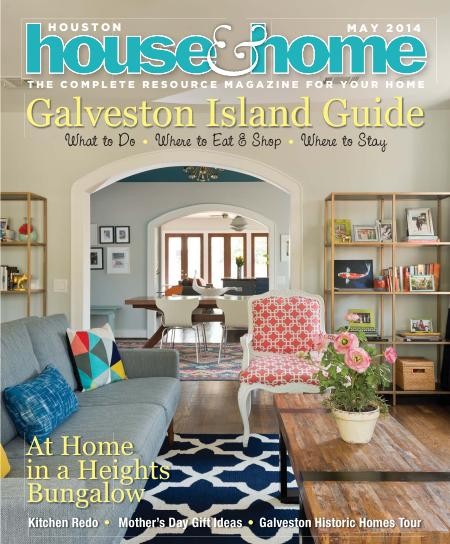 HOUSTON
MAY 2014
house&home
THE COMPLETE RESOURCE MAGAZINE FOR YOUR HOME
Galveston Island Guide
What to Do • Where to Eat & Shop • Where to Stay
At Home
in a Heights
Bungalow
Kitchen Redo • Mother's Day Gift Ideas • Galveston Historic Homes Tour